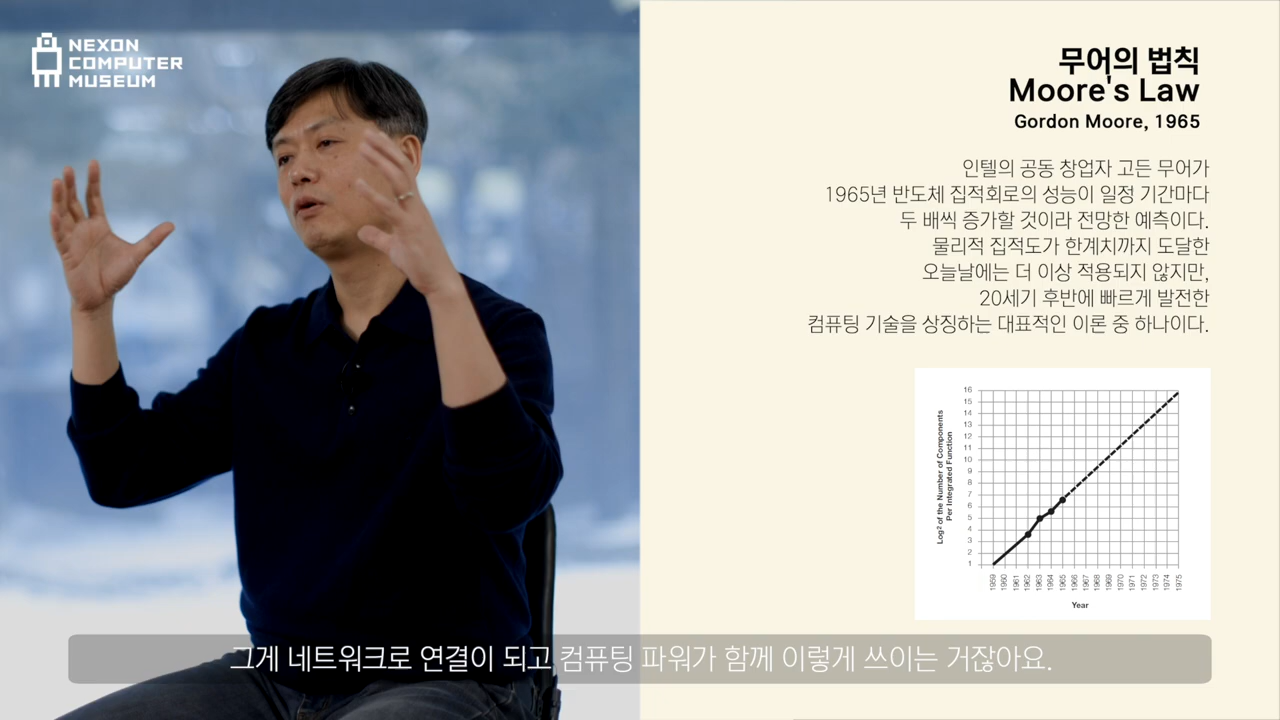 NEXON
COMPUTER
MUSEUM
무어의 법칙
Moore's Law
Gordon Moore, 1965
인텔의 공동 창업자 고든 무어가
1965년 반도체 집적회로의 성능이 일정 기간마다
두 배씩 증가할 것이라 전망한 예측이다.
물리적 집적도가 한계치까지 도달한
오늘날에는 더 이상 적용되지 않지만,
20세기 후반에 빠르게 발전한
컴퓨팅 기술을 상징하는 대표적인 이론 중 하나이다.
Log² of the Number of Components
Per Integrated Function
16
15
14
13
12
11
10
9
8
7
6
5
4
3
2
1
1959 1960 1961 1962 1963 1964 1965 1966 1967 1968 1969 1970 1971 1972 1973 1974 1975
Year
그게 네트워크로 연결이 되고 컴퓨팅 파워가 함께 이렇게 쓰이는 거잖아요.